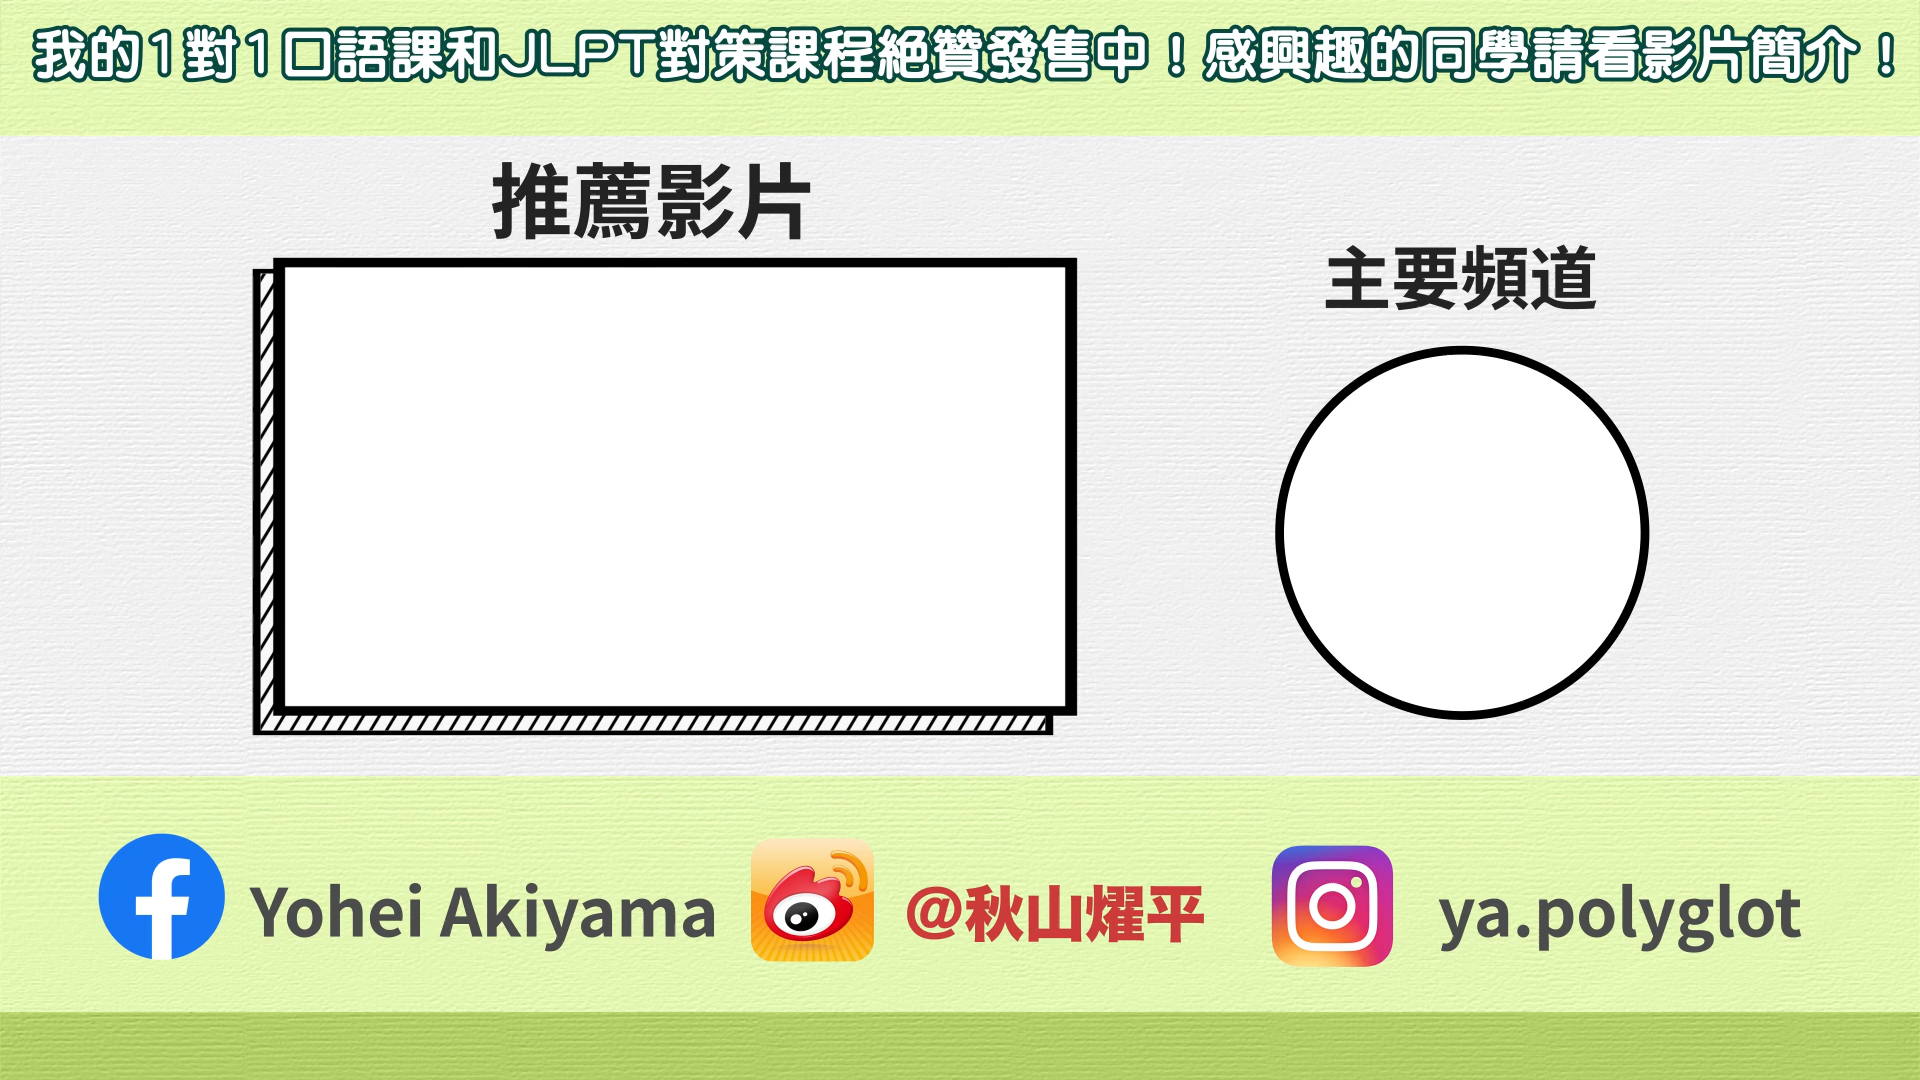 我的1對1口語課和JLPT對策課程絕贊發售中！感興趣的同學請看影片簡介！
推薦影片
主要頻道
Yohei Akiyama
@秋山燿平
ya.polyglot